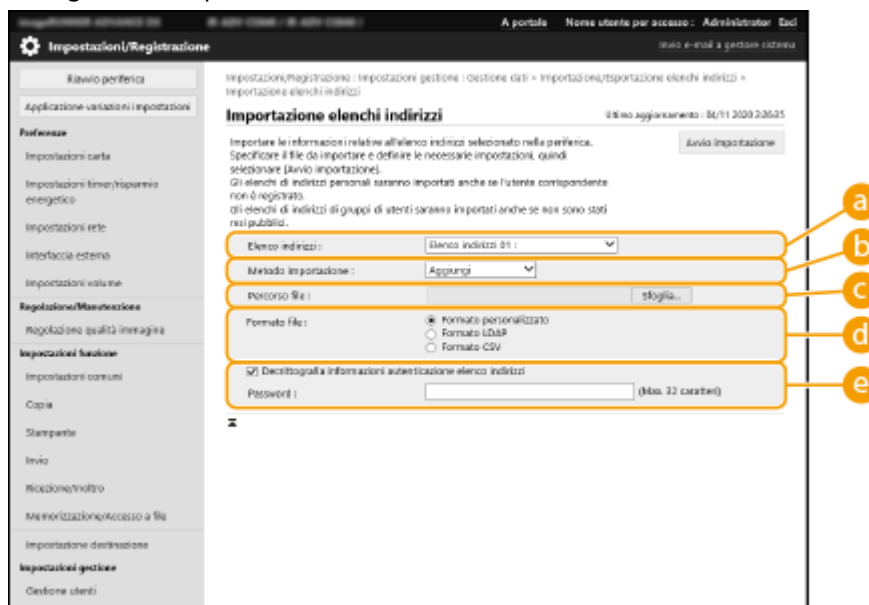 A portale Nome utente per accesso : Administrator Esci
Impostazioni/Registrazione
Invio e-mail a gestore sistema
Riavvio periferica
Applicazione variazioni impostazioni
Preferenze
Impostazioni carta
Impostazioni timer/risparmio
energetico
Impostazioni rete
Interfaccia esterna
Impostazioni volume
Regolazione/Manutenzione
Regolazione qualità immagine
Impostazioni funzione
Impostazioni comuni
Copia
Stampante
Invio
Ricezione/Inoltro
Memorizzazione/Accesso a file
Impostazione destinazione
Impostazioni gestione
Gestione utenti
Impostazioni/Registrazione : Impostazioni gestione : Gestione dati > Importazione/Esportazione elenchi indirizzi >
Importazione elenchi indirizzi
Importazione elenchi indirizzi
Ultimo aggiornamento : 04/11 2020 2:26:35
Importare le informazioni relative all'elenco indirizzi selezionato nella periferica.
Specificare il file da importare e definire le necessarie impostazioni, quindi
selezionare [Avvio importazione].
Gli elenchi di indirizzi personali saranno importati anche se l'utente corrispondente
non è registrato.
Gli elenchi di indirizzi di gruppi di utenti saranno importati anche se non sono stati
resi pubblici.
Avvio importazione
Elenco indirizzi : Elenco indirizzi 01 :
a
Metodo importazione : Aggiungi
b
Percorso file : Sfoglia...
c
Formato file : Formato personalizzato
Formato LDAP
Formato CSV
d
Decrittografia informazioni autenticazione elenco indirizzi
Password : (Max. 32 caratteri)
e